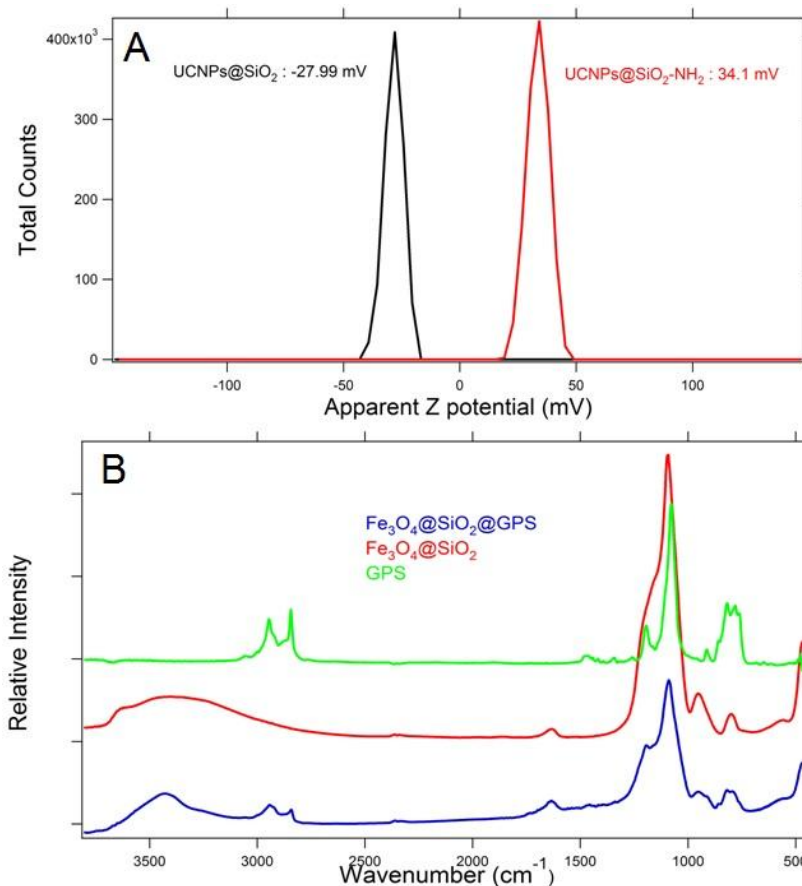 A
400x10³
300
200
100
0
Total Counts
UCNPs@SiO₂ : -27.99 mV
UCNPs@SiO₂-NH₂ : 34.1 mV
-100
-50
0
50
100
Apparent Z potential (mV)
B
Relative Intensity
Fe₃O₄@SiO₂@GPS
Fe₃O₄@SiO₂
GPS
3500
3000
2500
2000
1500
1000
500
Wavenumber (cm⁻¹)